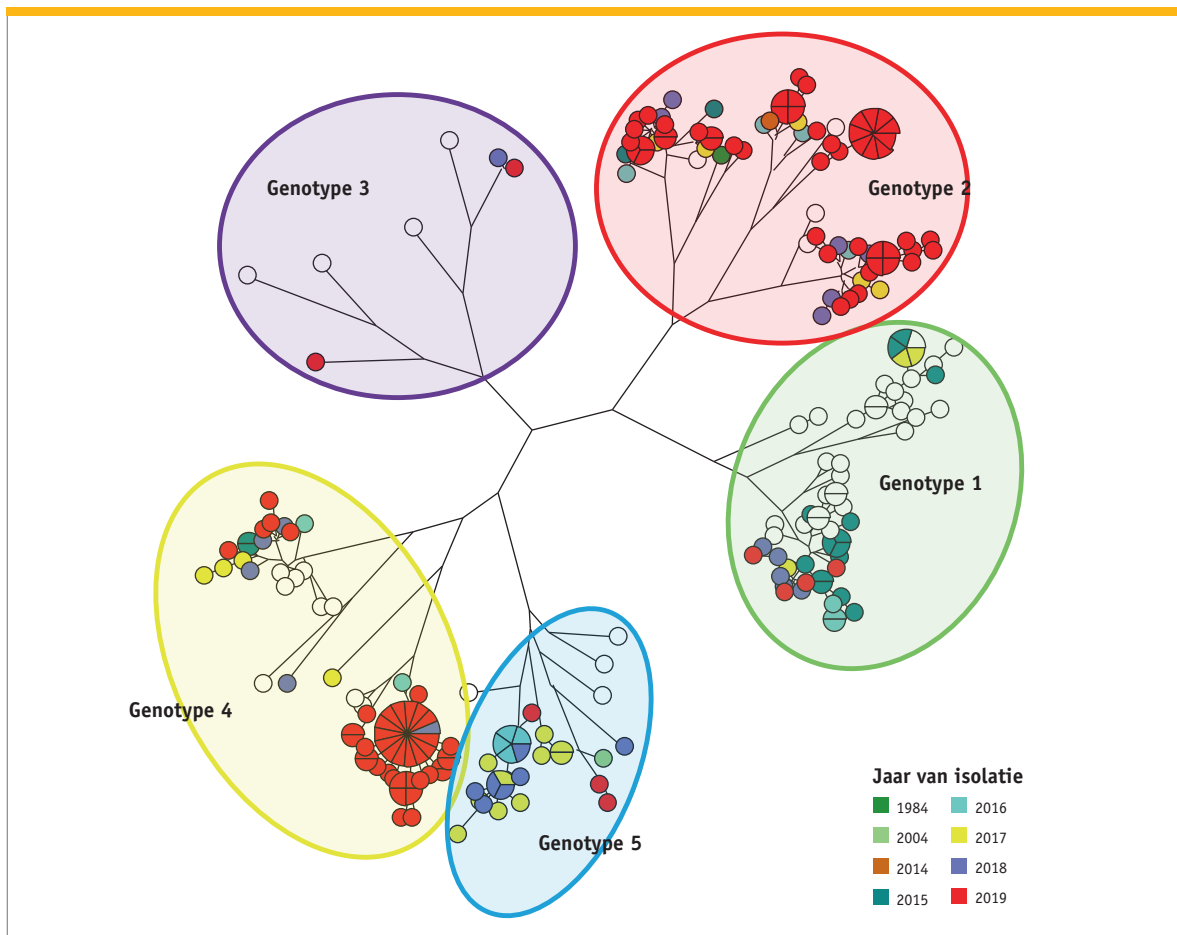 Genotype 3
Genotype 2
Genotype 1
Genotype 4
Genotype 5
Jaar van isolatie
1984
2004
2014
2015
2016
2017
2018
2019